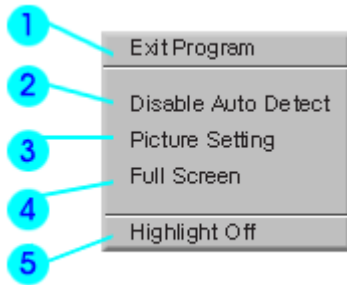 1 Exit Program
2 Disable Auto Detect
3 Picture Setting
4 Full Screen
5 Highlight Off